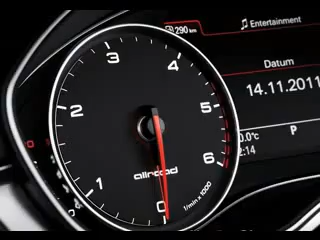 Entertainment
290 km
Datum
14.11.2011
0.0°c
P
2:14
0
1
2
3
4
5
6
allroad
l/min x 1000